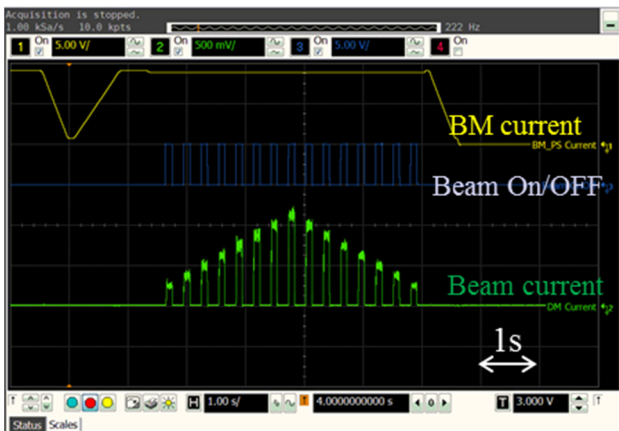 Acquisition is stopped.
1.00 kSa/s 10.0 kpts 222 Hz
1 On 5.00 V/ 2 On 500 mV/ 3 On 5.00 V/ 4 On
BM current
BM_PS Current
Beam On/OFF
Beam current
DM Current
1s
H 1.00 s/ 4.0000000000 s 0 T 3.000 V
Status Scales